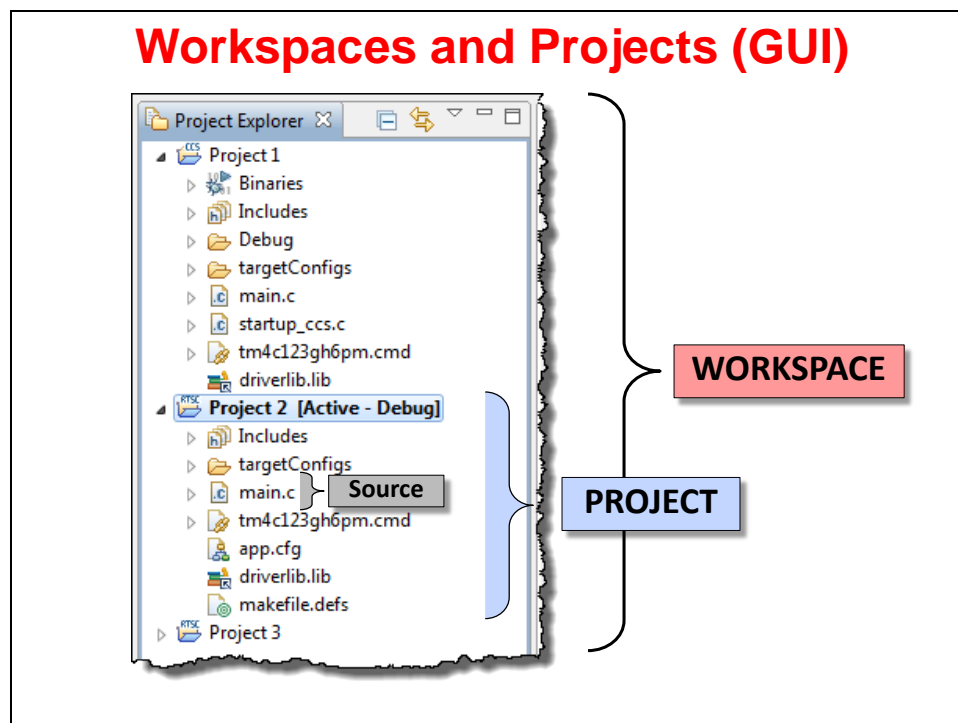 Workspaces and Projects (GUI)
Project Explorer
CCS
Project 1
Binaries
Includes
Debug
targetConfigs
main.c
startup_ccs.c
tm4c123gh6pm.cmd
driverlib.lib
RTSC
Project 2 [Active - Debug]
Includes
targetConfigs
main.c
Source
tm4c123gh6pm.cmd
app.cfg
driverlib.lib
makefile.defs
RTSC
Project 3
PROJECT
WORKSPACE